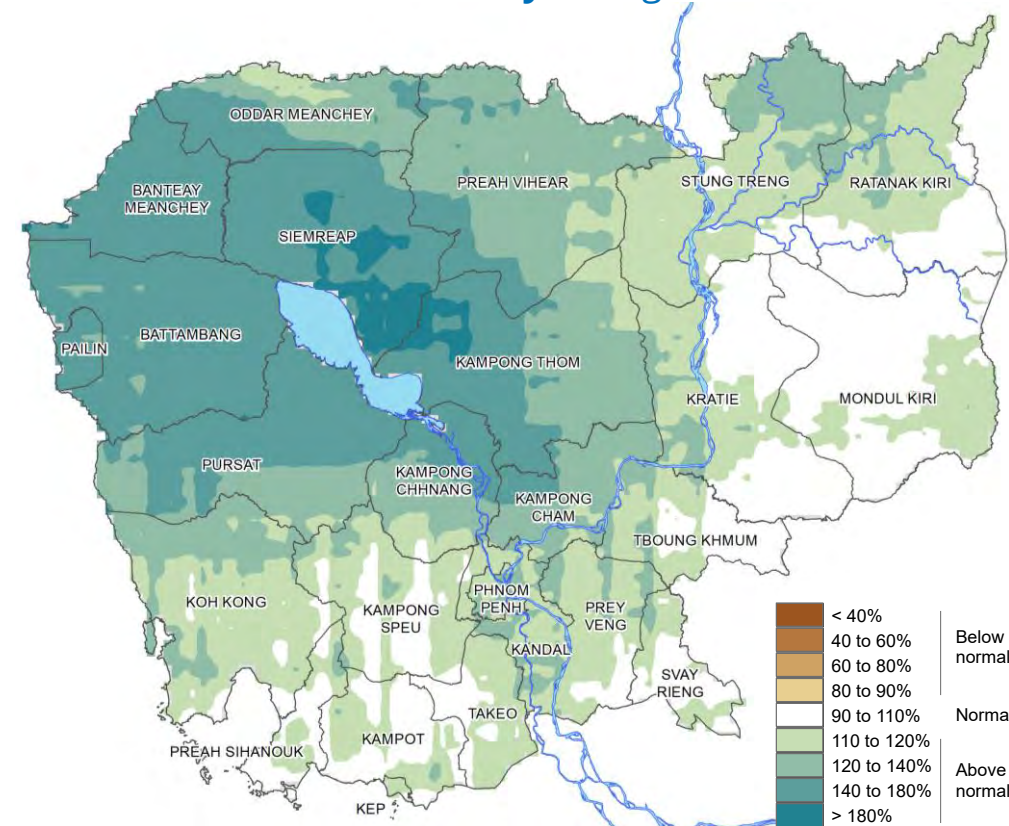 ODDAR MEANCHEY
BANTEAY
MEANCHEY
PREAH VIHEAR
STUNG TRENG
RATANAK KIRI
SIEMREAP
BATTAMBANG
PAILIN
KAMPONG THOM
KRATIE
MONDUL KIRI
PURSAT
KAMPONG
CHHNANG
KAMPONG
CHAM
TBOUNG KHMUM
KOH KONG
KAMPONG
SPEU
PHNOM
PENH
PREY
VENG
KANDAL
SVAY
RIENG
TAKEO
PREAH SIHANOUK
KAMPOT
KEP
< 40%
40 to 60%
60 to 80%
80 to 90%
Below
normal
90 to 110%
Norma
110 to 120%
120 to 140%
140 to 180%
> 180%
Above
normal